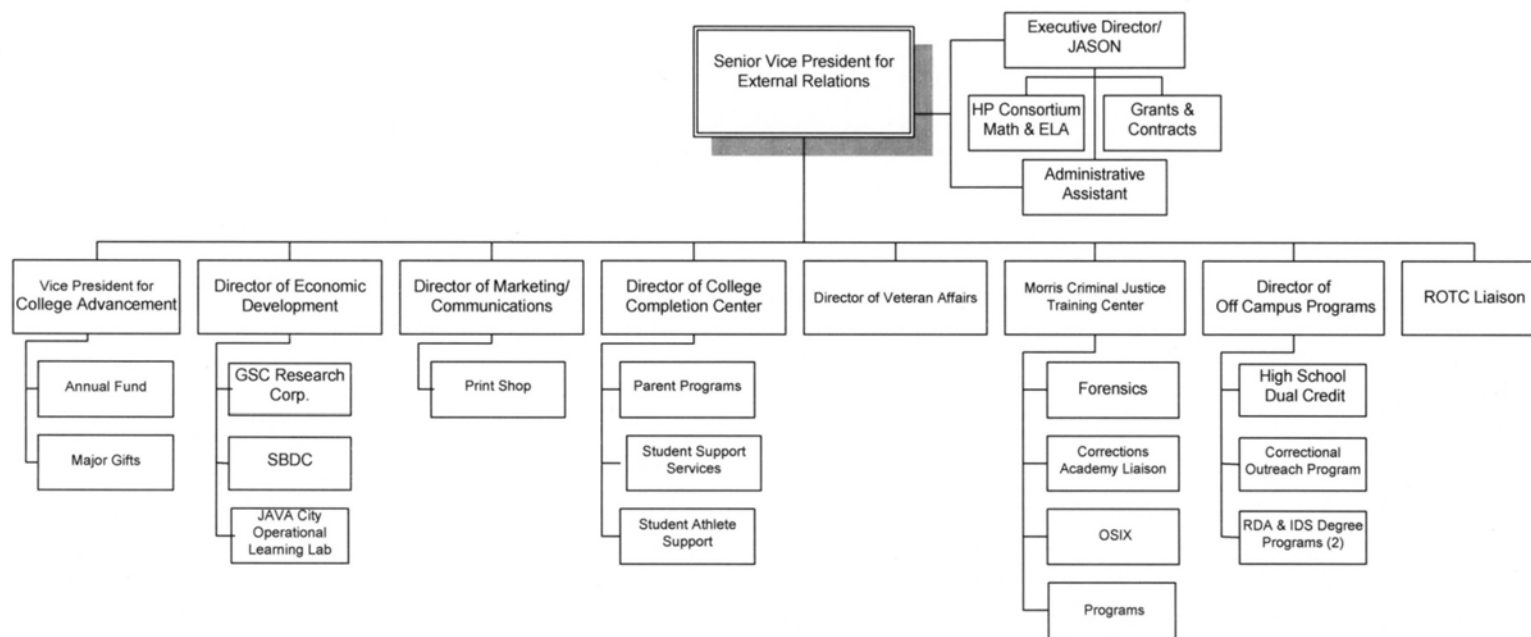 Senior Vice President for
External Relations
Executive Director/
JASON
HP Consortium
Math & ELA
Grants &
Contracts
Administrative
Assistant
Vice President for
College Advancement
Director of Economic
Development
Director of Marketing/
Communications
Director of College
Completion Center
Director of Veteran Affairs
Morris Criminal Justice
Training Center
Director of
Off Campus Programs
ROTC Liaison
Annual Fund
Major Gifts
GSC Research
Corp.
SBDC
JAVA City
Operational
Learning Lab
Print Shop
Parent Programs
Student Support
Services
Student Athlete
Support
Forensics
Corrections
Academy Liaison
OSIX
Programs
High School
Dual Credit
Correctional
Outreach Program
RDA & IDS Degree
Programs (2)